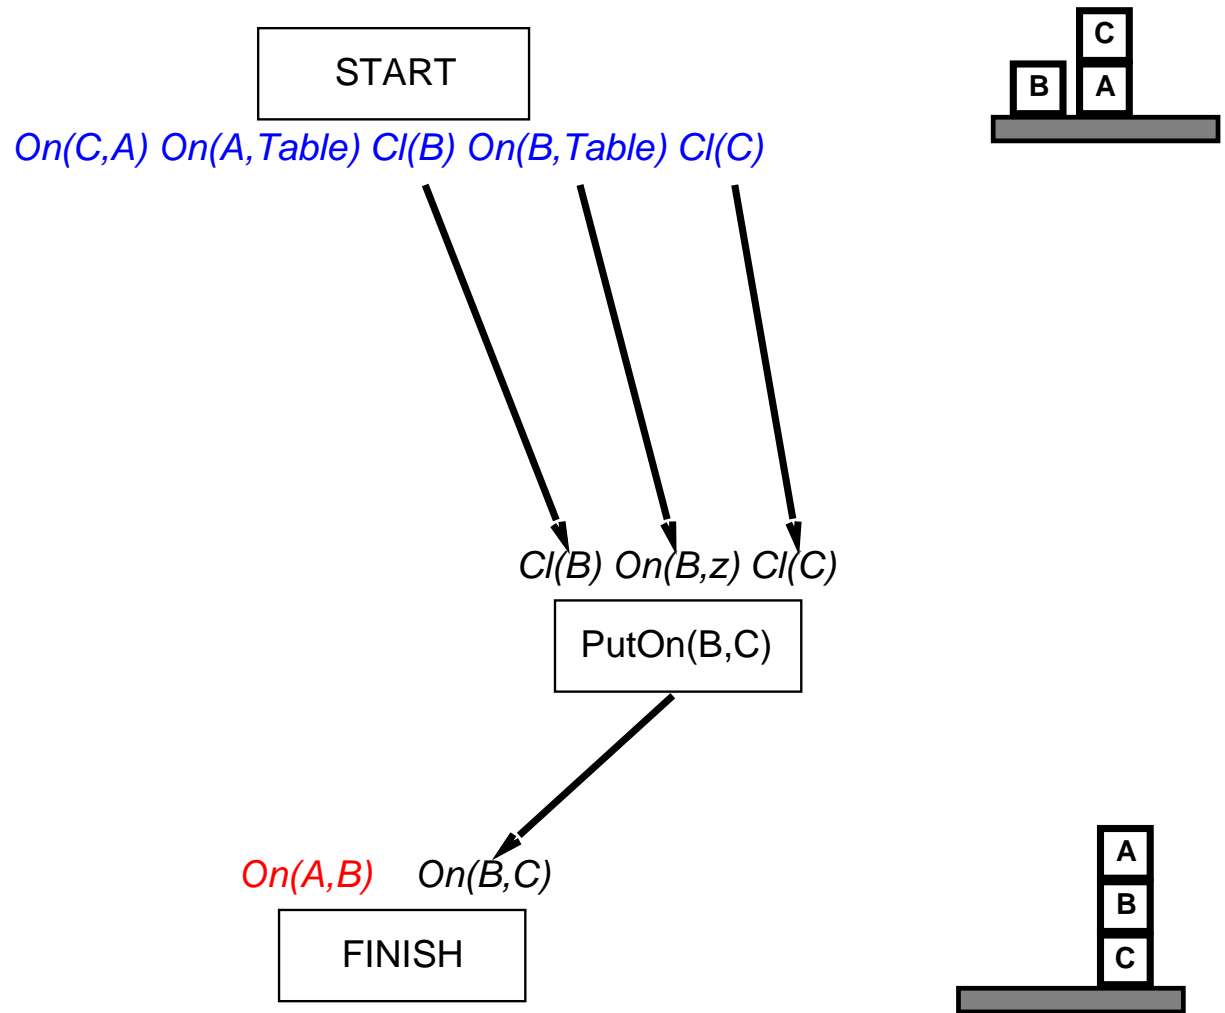 START
C
B A
On(C,A) On(A,Table) Cl(B) On(B,Table) Cl(C)
Cl(B) On(B,z) Cl(C)
PutOn(B,C)
On(A,B) On(B,C)
FINISH
A
B
C